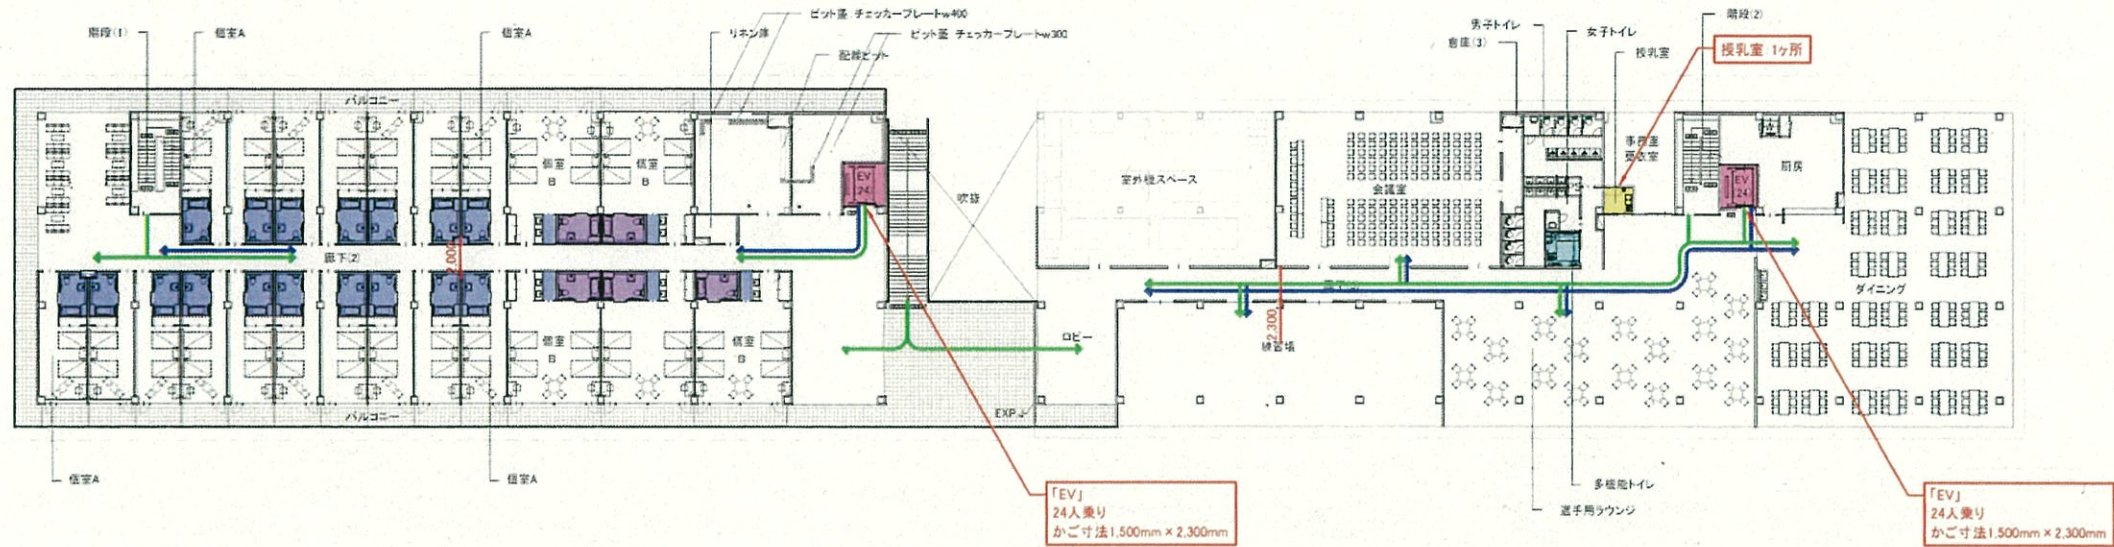 階段(1)
個室A
個室A
リネン庫
ピット蓋 チェッカープレートw400
ピット蓋 チェッカープレートw300
配線ピット
男子トイレ
倉庫(3)
女子トイレ
授乳室
階段(2)
授乳室 1ヶ所
バルコニー
個室
B
個室
B
EV
(24)
吹抜
室外機スペース
会議室
事務室
更衣室
EV
(24)
厨房
2,000
廊下(2)
ダイニング
ロビー
2,300
練習場
個室
B
個室
B
バルコニー
EXP.J
個室A
個室A
多機能トイレ
選手用ラウンジ
「EV」
24人乗り
かご寸法1,500mm×2,300mm
「EV」
24人乗り
かご寸法1,500mm×2,300mm